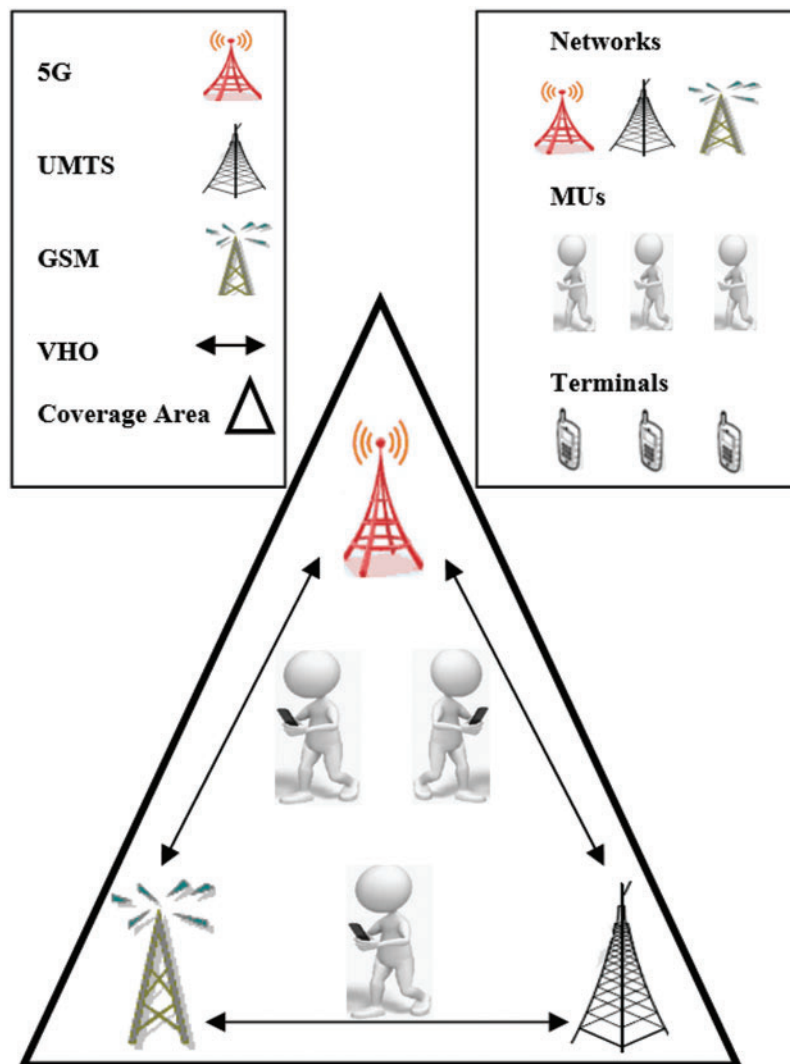 5G
UMTS
GSM
VHO
Coverage Area
Networks
MUs
Terminals